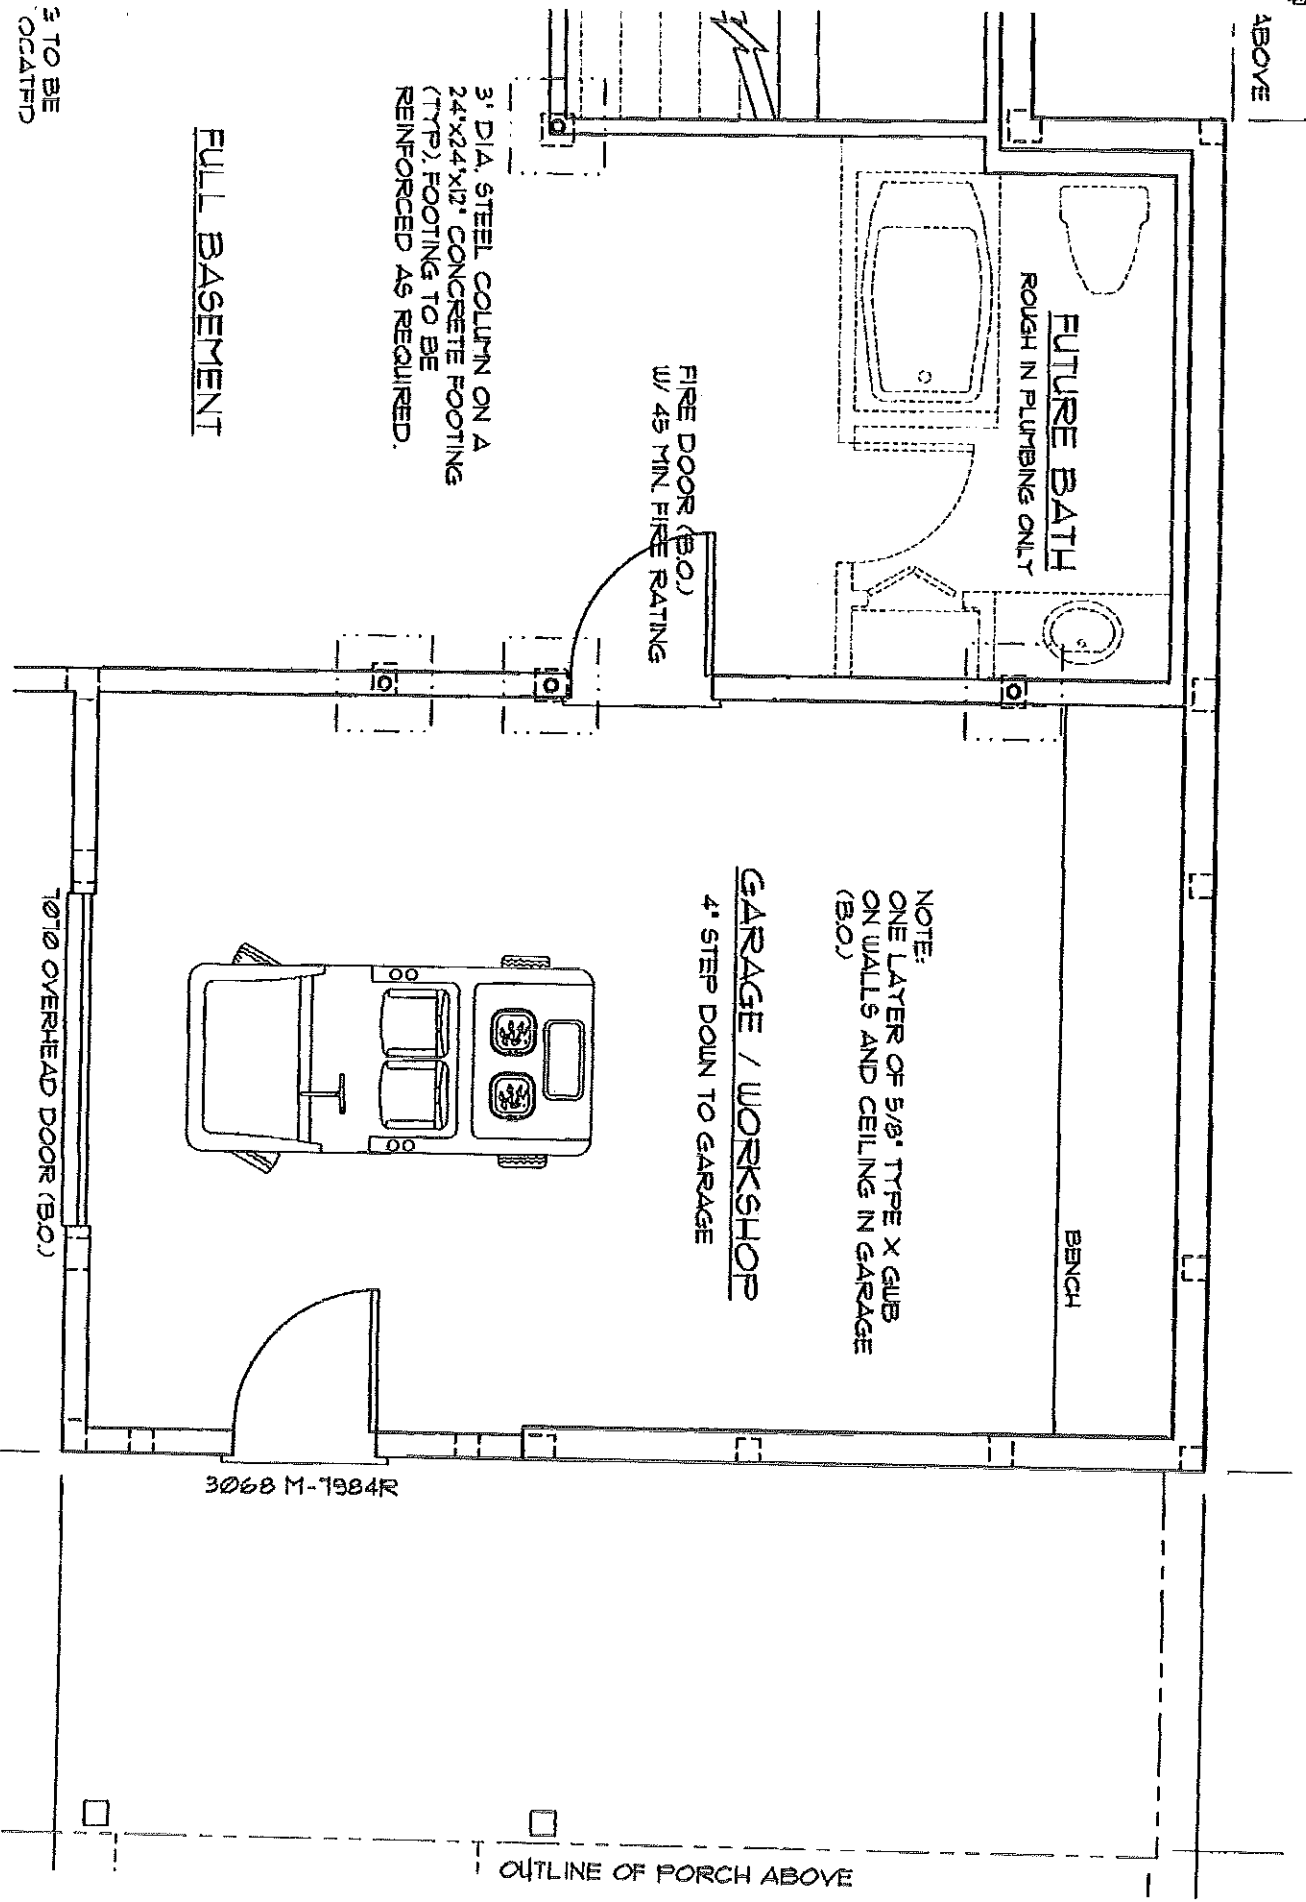 ABOVE
FUTURE BATH
ROUGH IN PLUMBING ONLY
FIRE DOOR (B.O.)
W/ 45 MIN. FIRE RATING
3" DIA. STEEL COLUMN ON A
24"x24"x12" CONCRETE FOOTING
(TYP.), FOOTING TO BE
REINFORCED AS REQUIRED.
FULL BASEMENT
TO BE
BENCH
NOTE:
ONE LAYER OF 5/8" TYPE X GWB
ON WALLS AND CEILING IN GARAGE
(B.O.)
GARAGE / WORKSHOP
4" STEP DOWN TO GARAGE
7070 OVERHEAD DOOR (B.O.)
3068 M-7984R
OUTLINE OF PORCH ABOVE